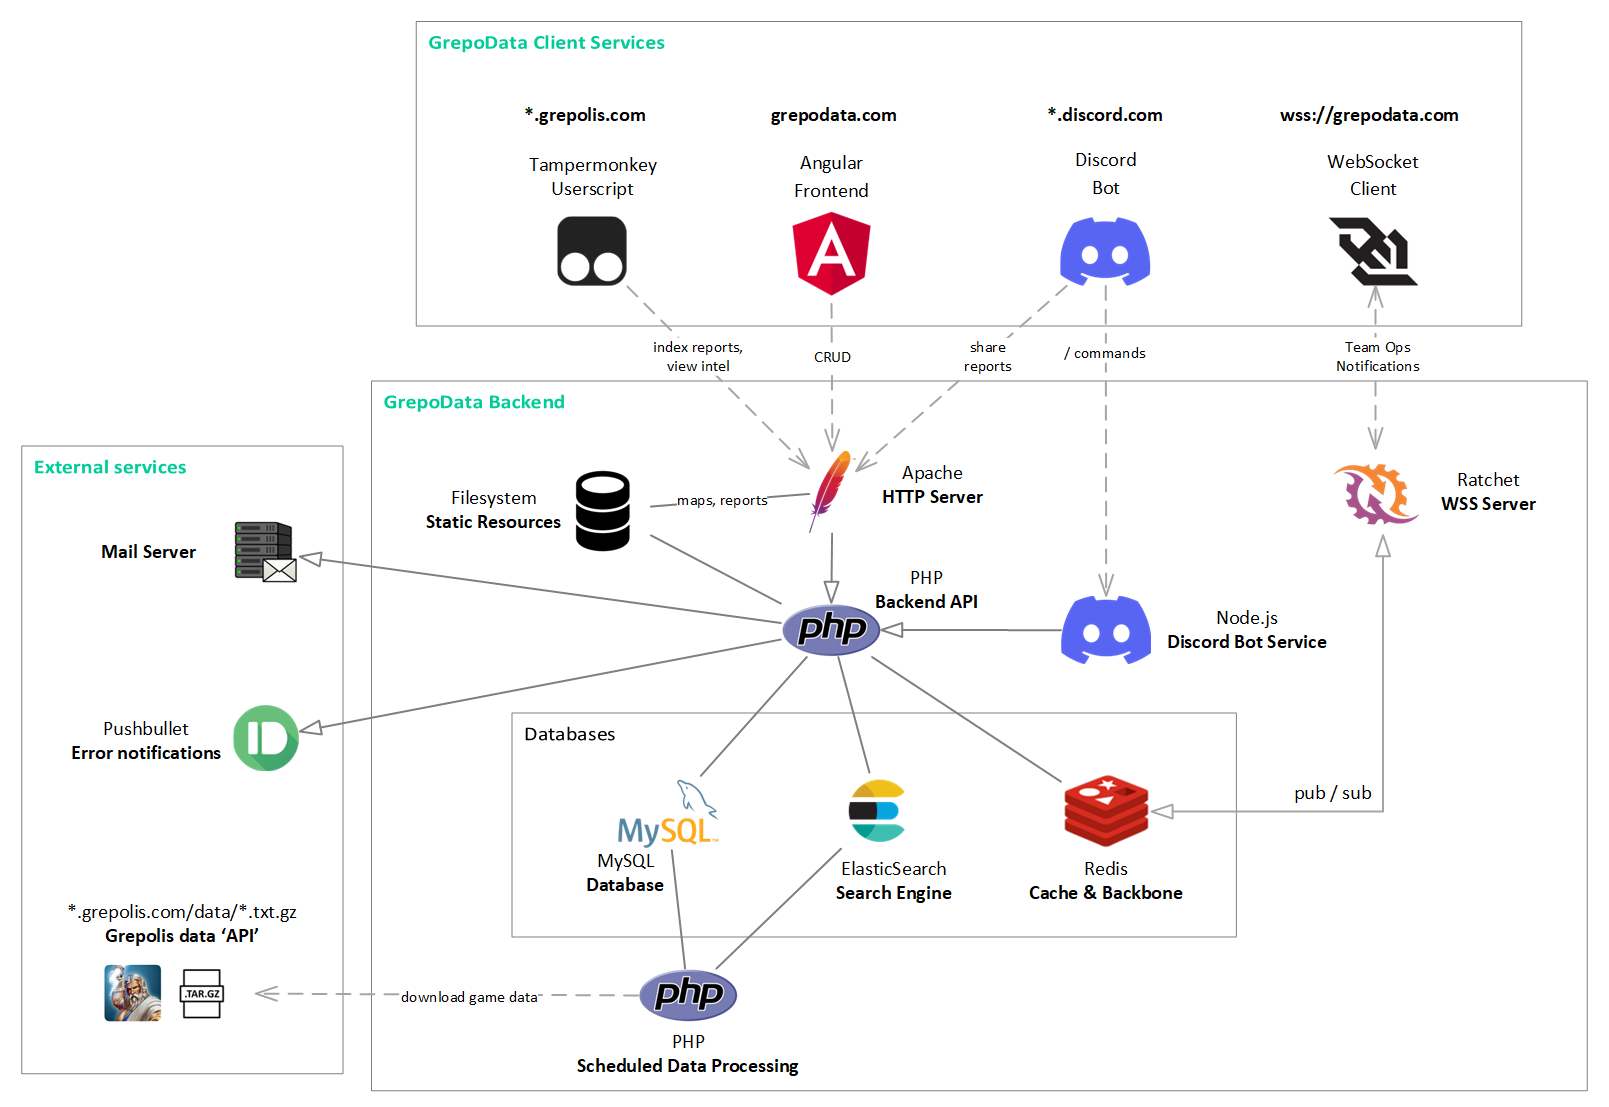 GrepoData Client Services
*.grepolis.com
Tampermonkey
Userscript
grepodata.com
Angular
Frontend
*.discord.com
Discord
Bot
wss://grepodata.com
WebSocket
Client
index reports,
view intel
CRUD
share
reports
/ commands
Team Ops
Notifications
GrepoData Backend
Filesystem
Static Resources
maps, reports
Apache
HTTP Server
Ratchet
WSS Server
PHP
Backend API
php
Node.js
Discord Bot Service
External services
Mail Server
Pushbullet
Error notifications
Databases
MySQL™
MySQL
Database
ElasticSearch
Search Engine
Redis
Cache & Backbone
pub / sub
*.grepolis.com/data/*.txt.gz
Grepolis data ‘API’
.TAR.GZ
download game data
php
PHP
Scheduled Data Processing